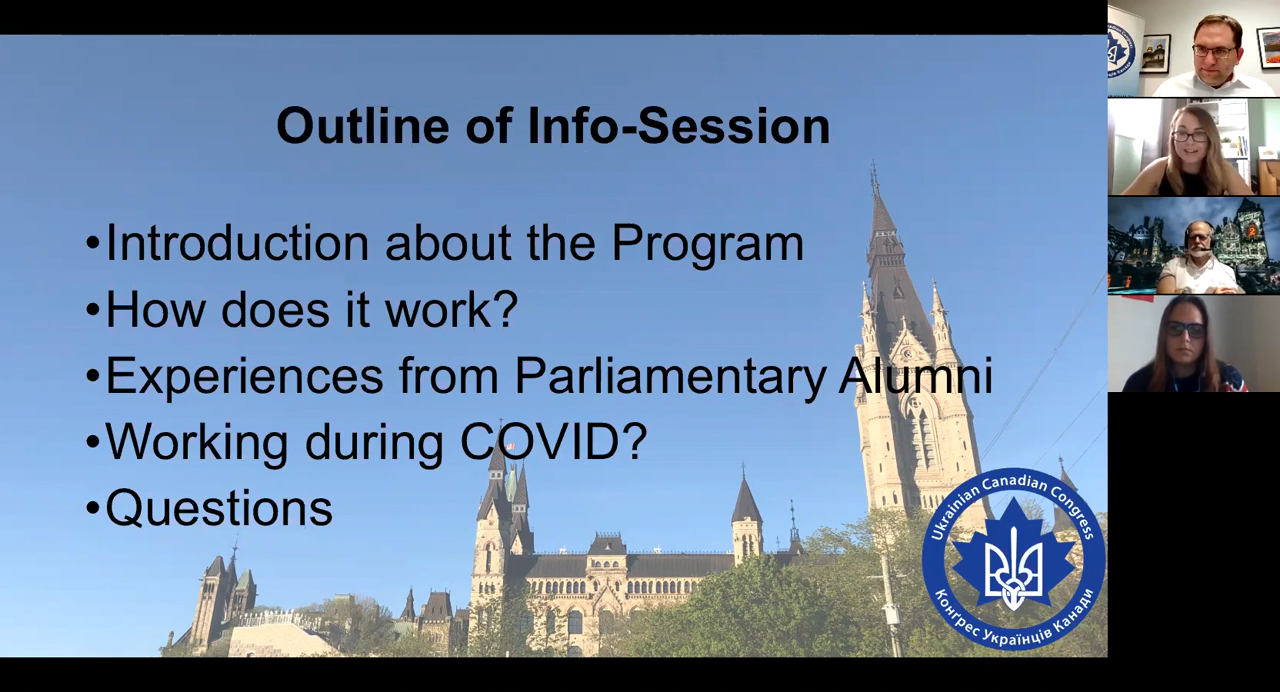 Outline of Info-Session
•Introduction about the Program
•How does it work?
•Experiences from Parliamentary Alumni
•Working during COVID?
•Questions
Ukrainian Canadian Congress
Конґрес Українців Канади